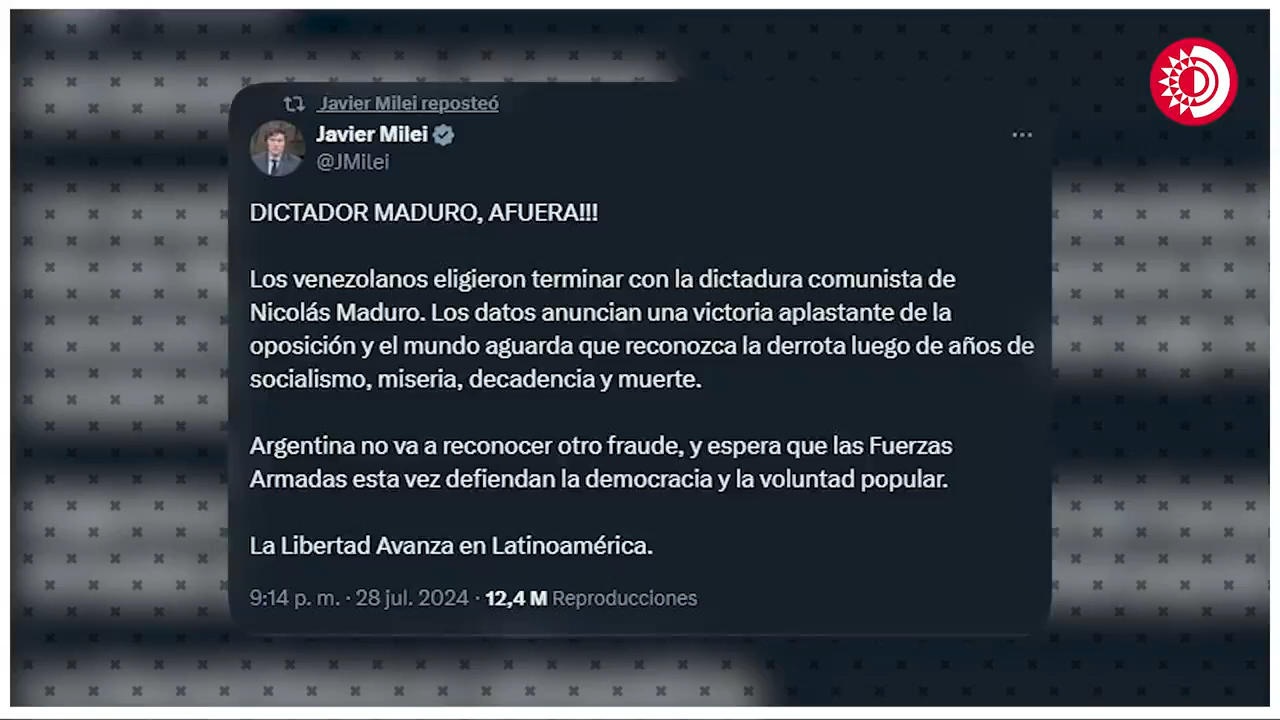 Javier Milei reposteó
Javier Milei
@JMilei
DICTADOR MADURO, AFUERA!!!
Los venezolanos eligieron terminar con la dictadura comunista de
Nicolás Maduro. Los datos anuncian una victoria aplastante de la
oposición y el mundo aguarda que reconozca la derrota luego de años de
socialismo, miseria, decadencia y muerte.
Argentina no va a reconocer otro fraude, y espera que las Fuerzas
Armadas esta vez defiendan la democracia y la voluntad popular.
La Libertad Avanza en Latinoamérica.
9:14 p. m. · 28 jul. 2024 · 12,4 M Reproducciones